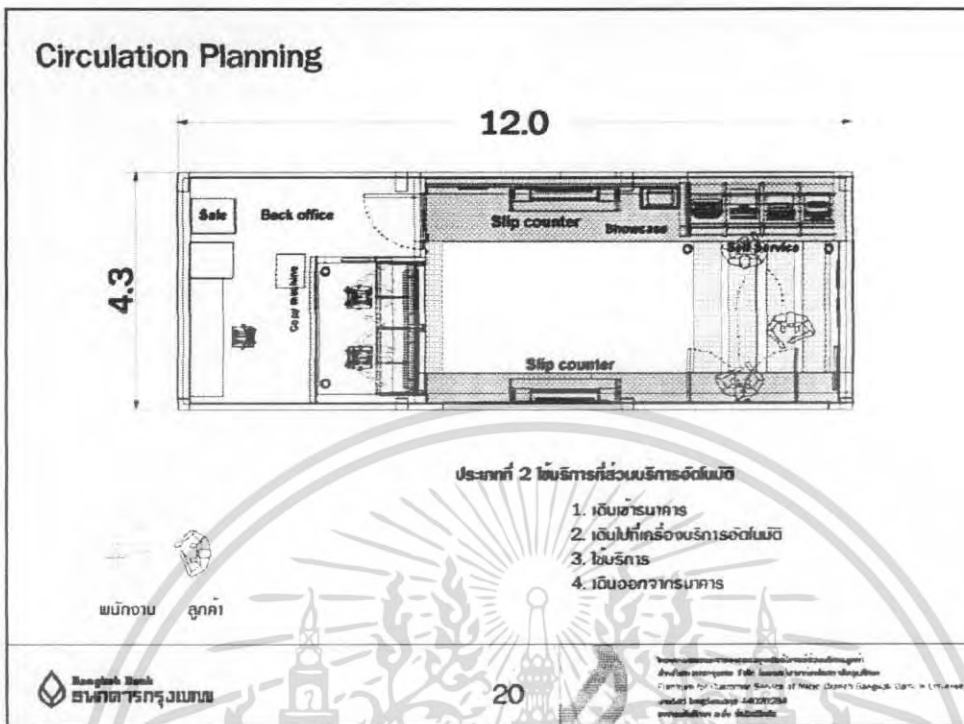 Circulation Planning
12.0
4.3
Safe
Back office
Copy machine
Slip counter
Showcase
Self Service
Slip counter
ประเภทที่ 2 ใช้บริการที่ส่วนบริการอัตโนมัติ
1. เดินเข้าธนาคาร
2. เดินไปที่เครื่องบริการอัตโนมัติ
3. ใช้บริการ
4. เดินออกจากธนาคาร
พนักงาน ลูกค้า
Bangkok Bank
ธนาคารกรุงเทพ
20